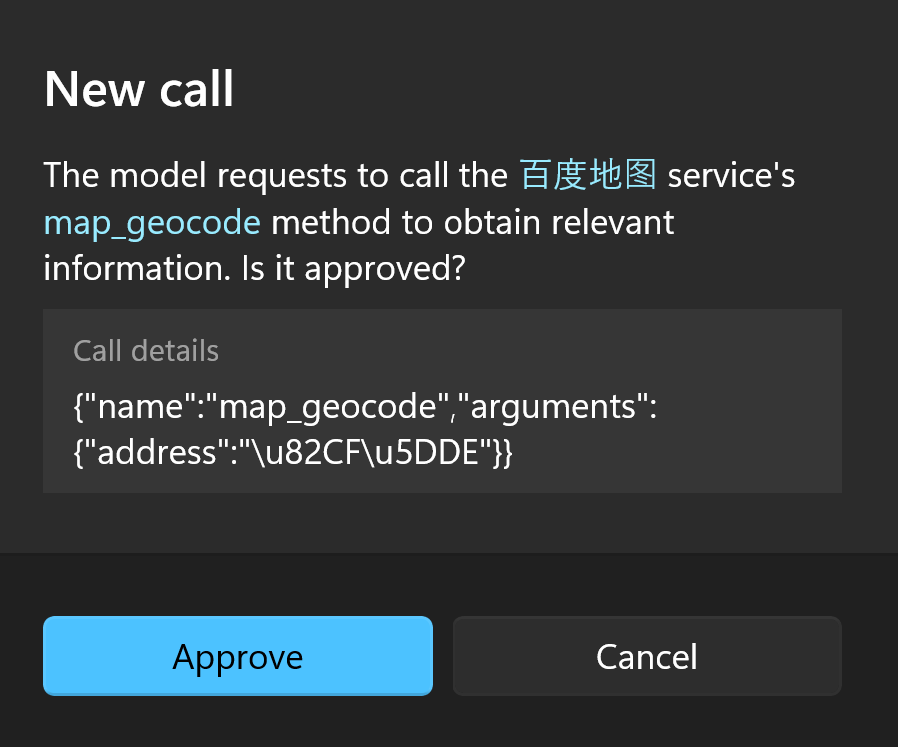 New call
The model requests to call the 百度地图 service's
map_geocode method to obtain relevant
information. Is it approved?
Call details
{"name":"map_geocode","arguments":
{"address":"\u82CF\u5DDE"}}
Approve
Cancel